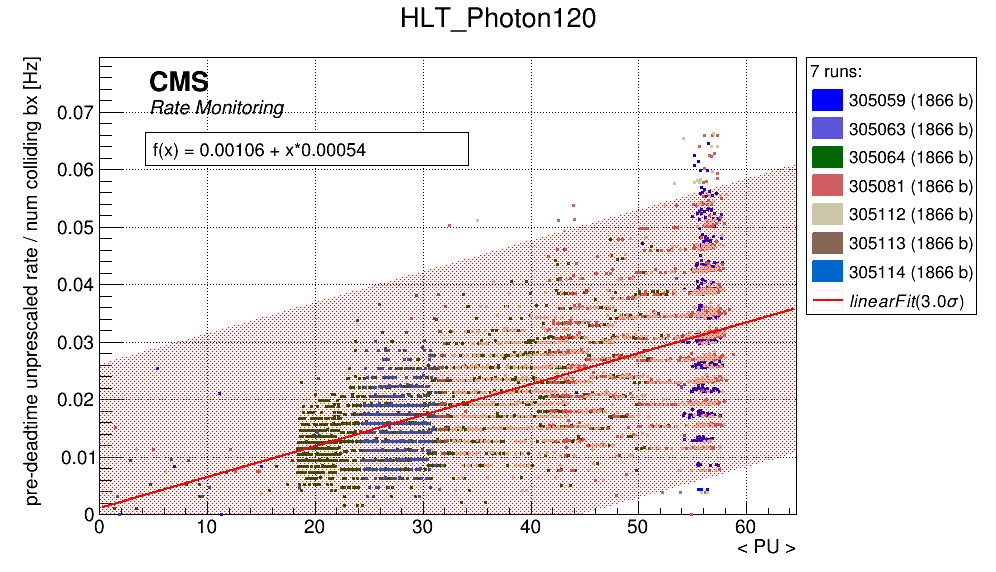 HLT_Photon120
pre-deadtime unprescaled rate / num colliding bx [Hz]
CMS
Rate Monitoring
f(x) = 0.00106 + x*0.00054
0.07
0.06
0.05
0.04
0.03
0.02
0.01
0
0 10 20 30 40 50 60
< PU >
7 runs:
305059 (1866 b)
305063 (1866 b)
305064 (1866 b)
305081 (1866 b)
305112 (1866 b)
305113 (1866 b)
305114 (1866 b)
linearFit(3.0σ)